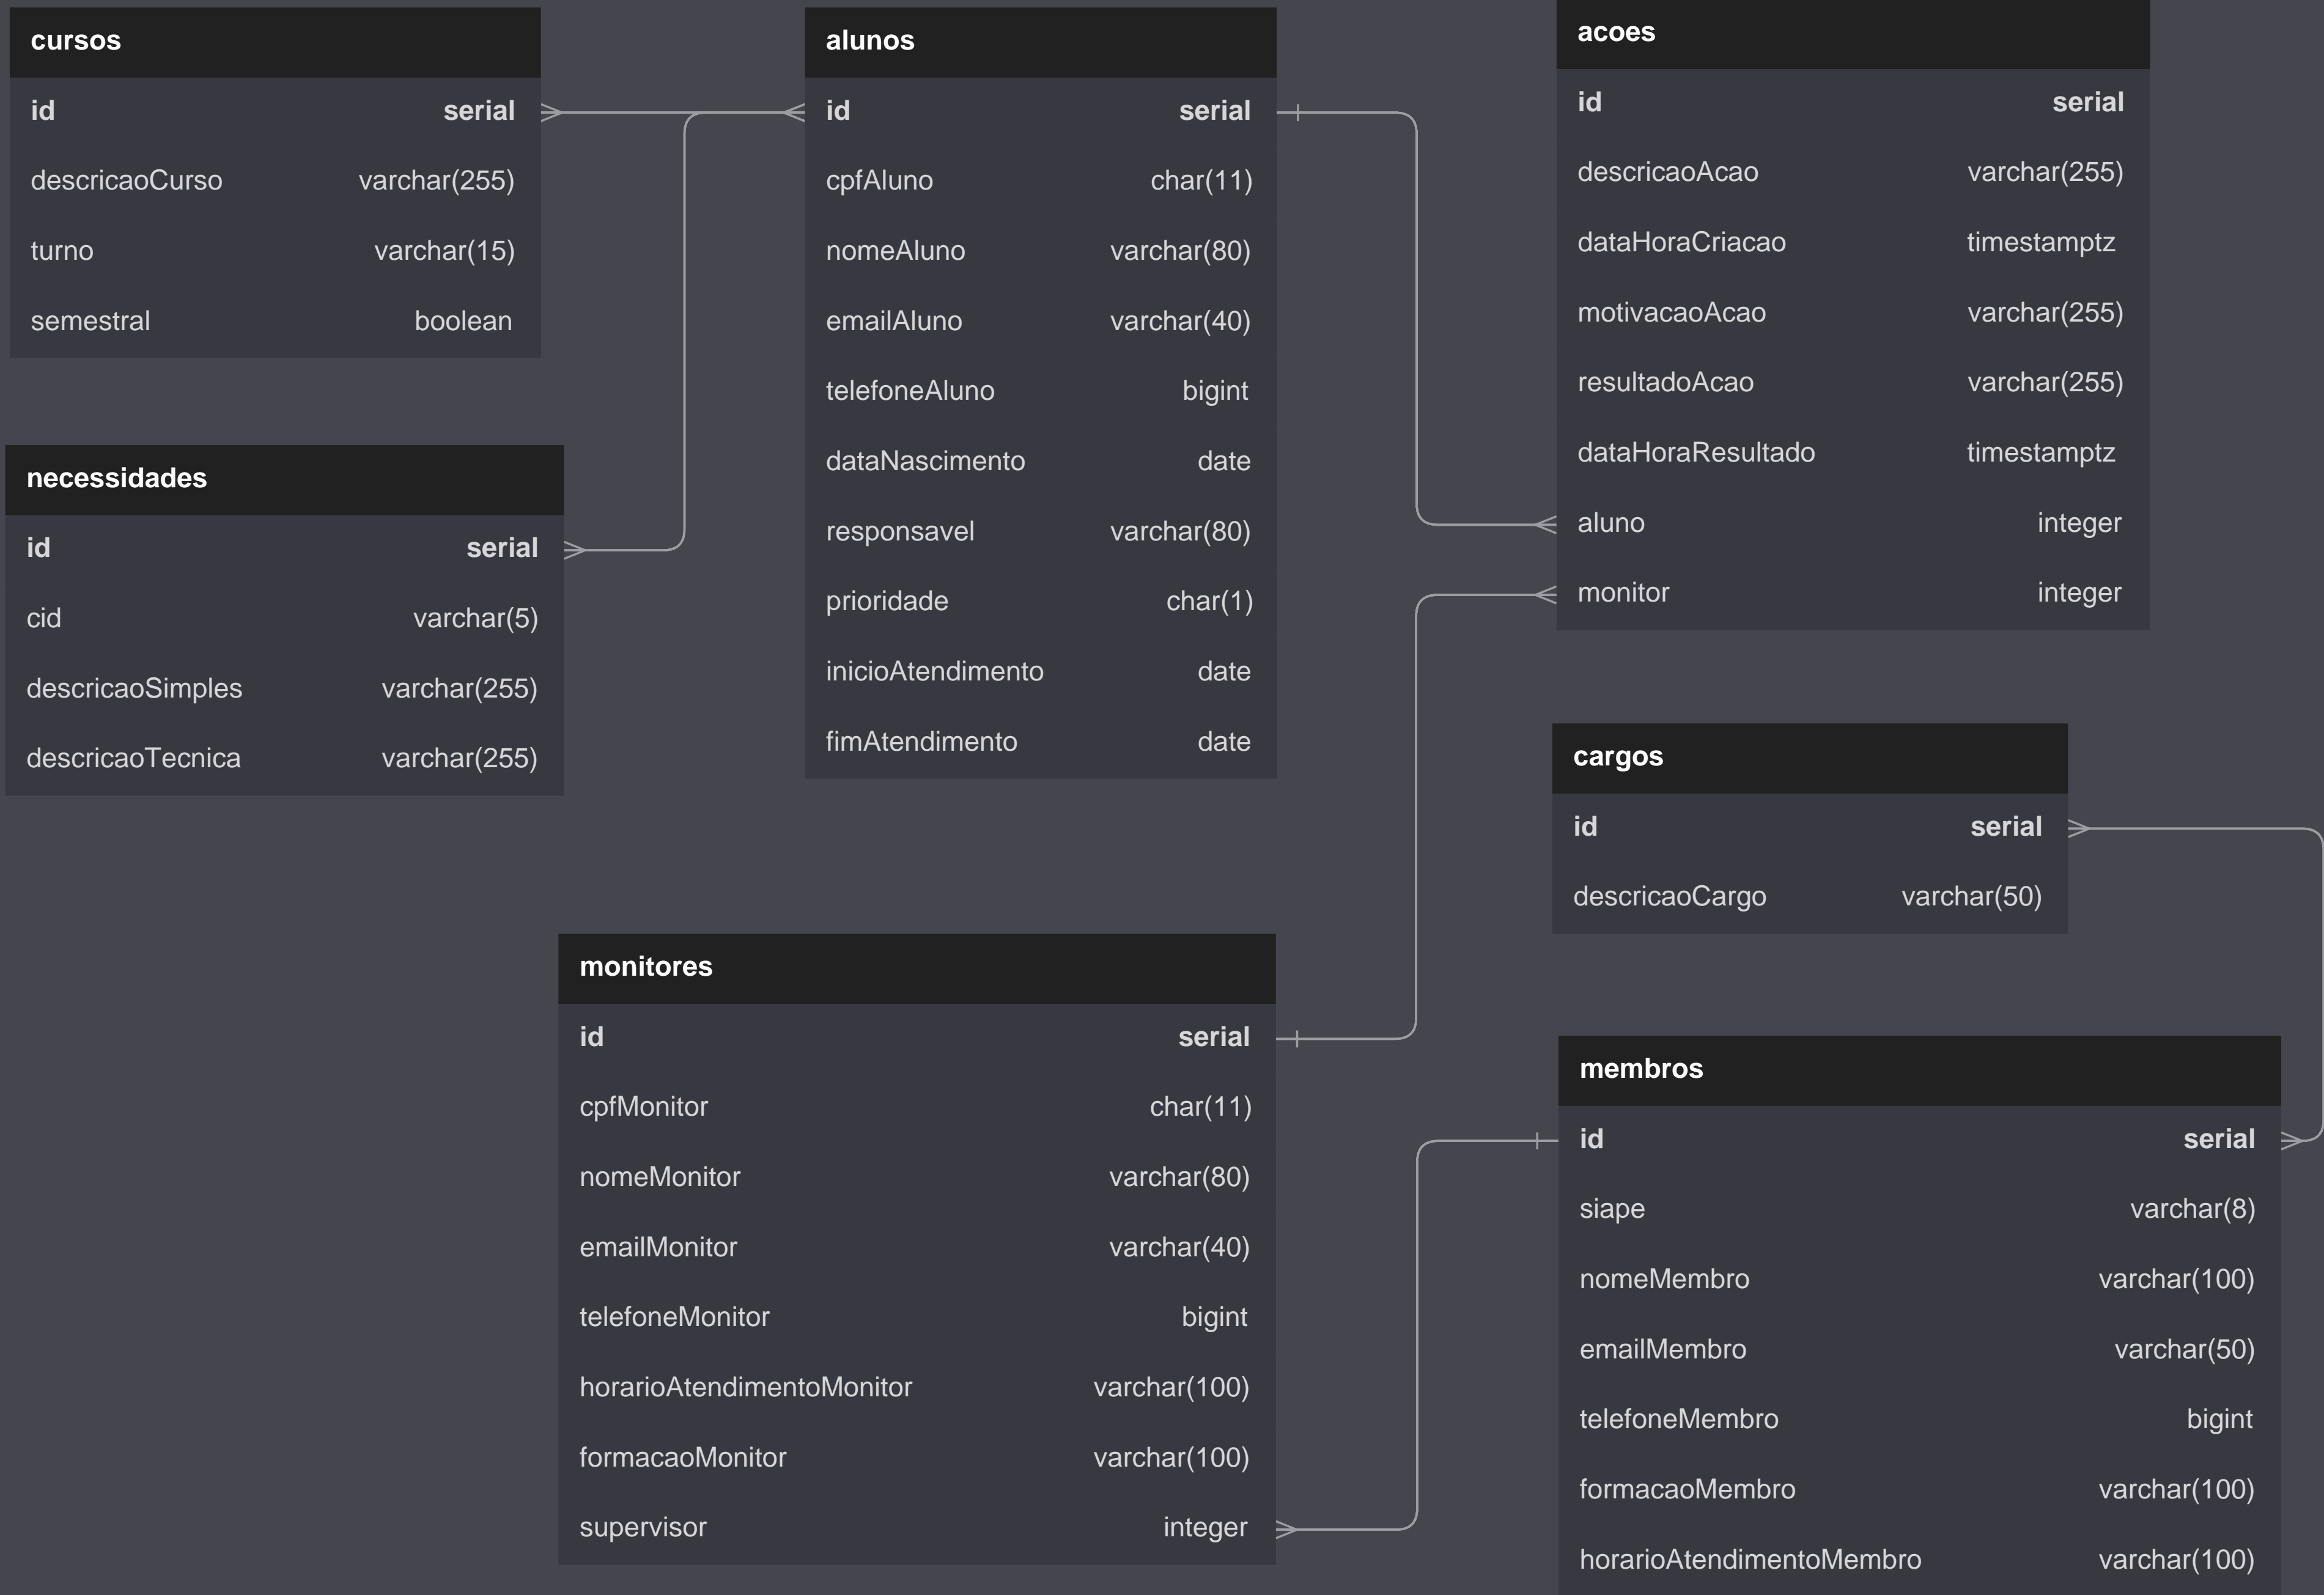 cursos
id serial
descricaoCurso varchar(255)
turno varchar(15)
semestral boolean
necessidades
id serial
cid varchar(5)
descricaoSimples varchar(255)
descricaoTecnica varchar(255)
alunos
id serial
cpfAluno char(11)
nomeAluno varchar(80)
emailAluno varchar(40)
telefoneAluno bigint
dataNascimento date
responsavel varchar(80)
prioridade char(1)
inicioAtendimento date
fimAtendimento date
acoes
id serial
descricaoAcao varchar(255)
dataHoraCriacao timestamptz
motivacaoAcao varchar(255)
resultadoAcao varchar(255)
dataHoraResultado timestamptz
aluno integer
monitor integer
cargos
id serial
descricaoCargo varchar(50)
monitores
id serial
cpfMonitor char(11)
nomeMonitor varchar(80)
emailMonitor varchar(40)
telefoneMonitor bigint
horarioAtendimentoMonitor varchar(100)
formacaoMonitor varchar(100)
supervisor integer
membros
id serial
siape varchar(8)
nomeMembro varchar(100)
emailMembro varchar(50)
telefoneMembro bigint
formacaoMembro varchar(100)
horarioAtendimentoMembro varchar(100)